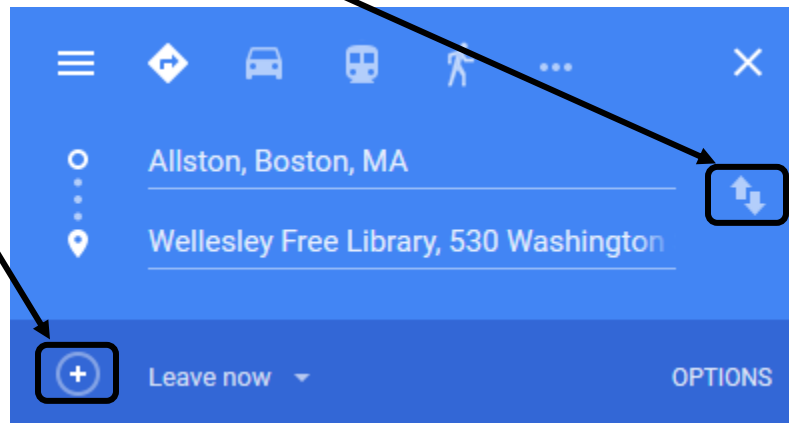 Allston, Boston, MA
Wellesley Free Library, 530 Washington
Leave now
OPTIONS